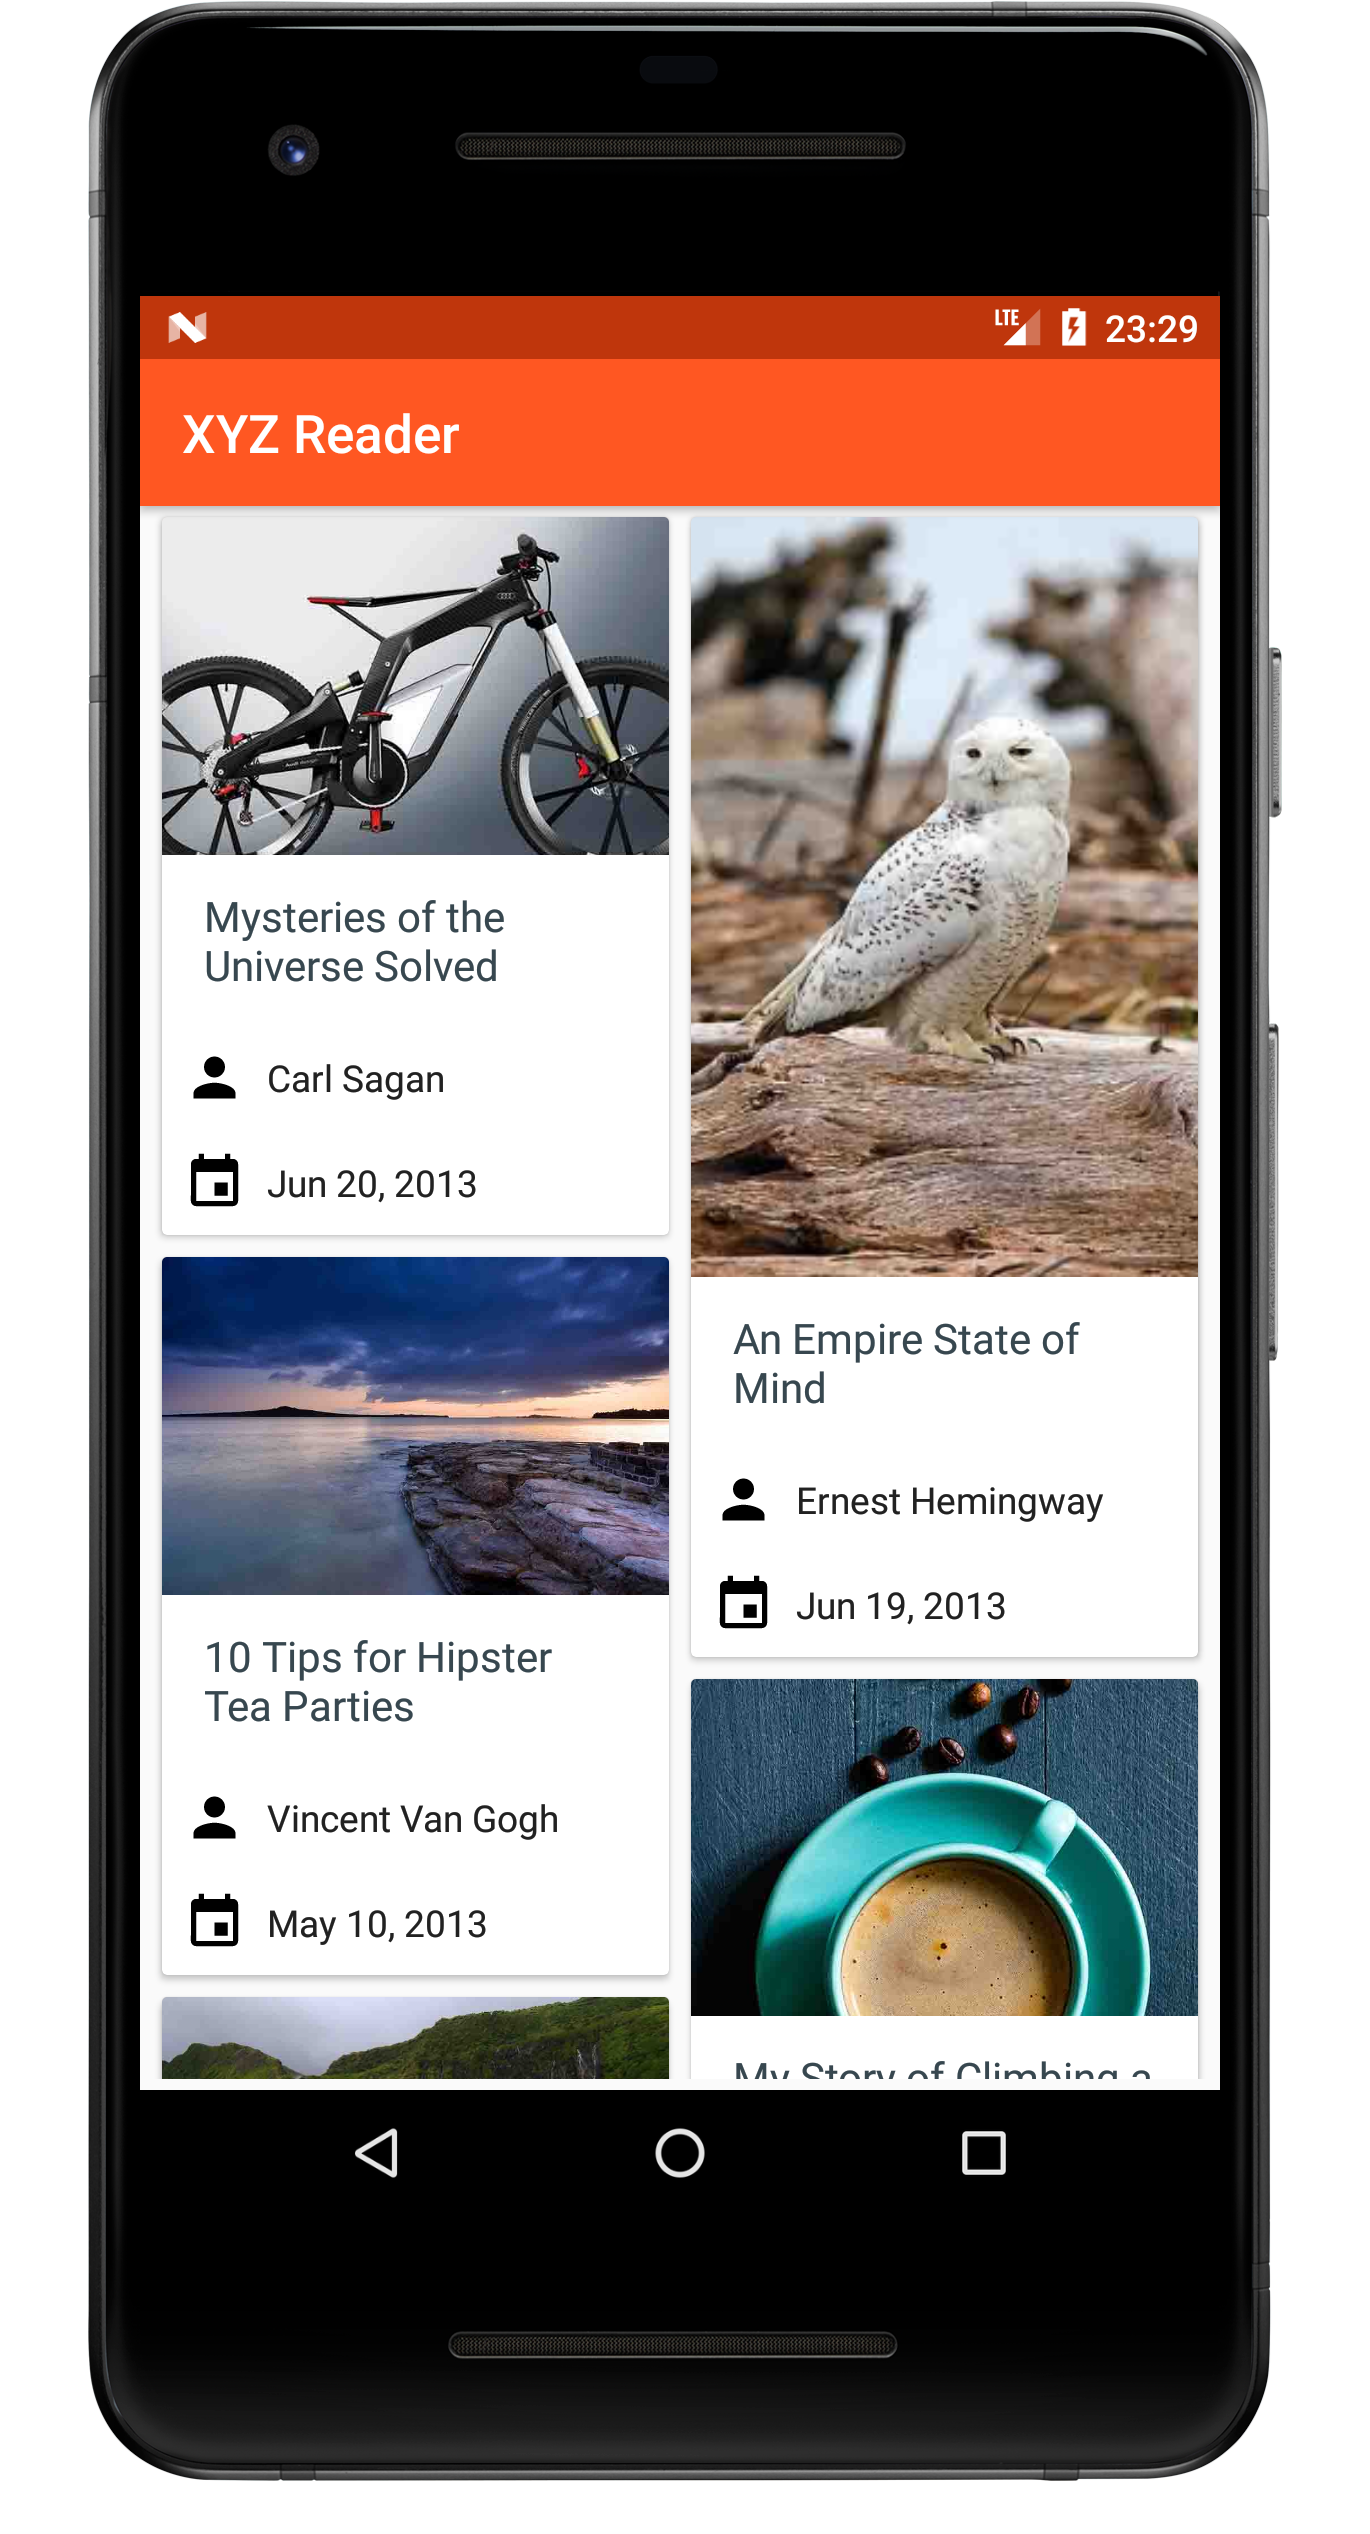 LTE 23:29
XYZ Reader
Mysteries of the
Universe Solved
Carl Sagan
Jun 20, 2013
An Empire State of
Mind
Ernest Hemingway
Jun 19, 2013
10 Tips for Hipster
Tea Parties
Vincent Van Gogh
May 10, 2013
My Story of Climbing a